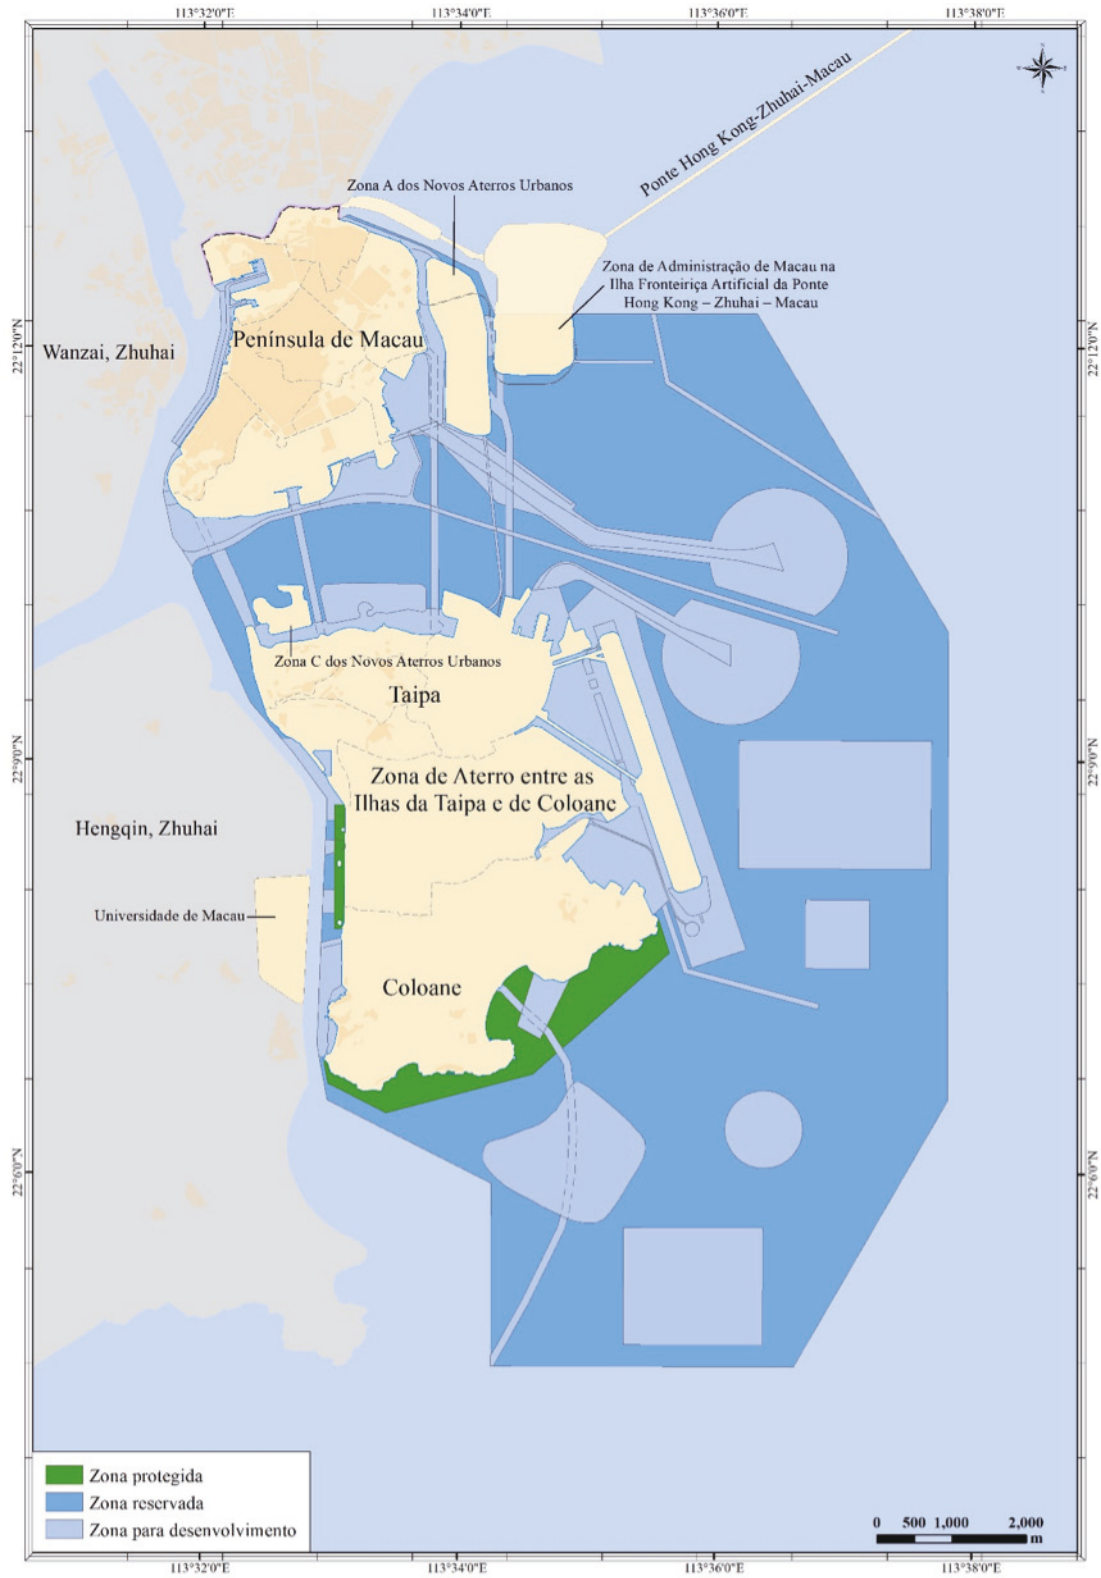 113°32'0"E
113°34'0"E
113°36'0"E
113°38'0"E
Ponte Hong Kong-Zhuhai-Macau
Zona A dos Novos Aterros Urbanos
Zona de Administração de Macau na
Ilha Fronteiriça Artificial da Ponte
Hong Kong – Zhuhai – Macau
22°12'0"N
22°12'0"N
Península de Macau
Wanzai, Zhuhai
Zona C dos Novos Aterros Urbanos
Taipa
22°9'0"N
22°9'0"N
Zona de Aterro entre as
Ilhas da Taipa e de Coloane
Hengqin, Zhuhai
Universidade de Macau
Coloane
22°6'0"N
22°6'0"N
Zona protegida
Zona reservada
Zona para desenvolvimento
0 500 1,000 2,000
m
113°32'0"E
113°34'0"E
113°36'0"E
113°38'0"E